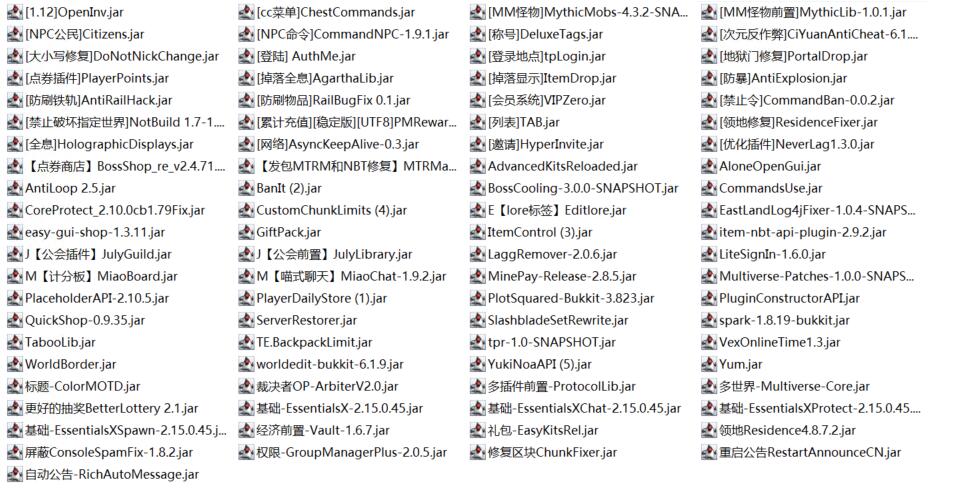 [1.12]OpenInv.jar [cc菜单]ChestCommands.jar [MM怪物]MythicMobs-4.3.2-SNA... [MM怪物前置]MythicLib-1.0.1.jar
[NPC公民]Citizens.jar [NPC命令]CommandNPC-1.9.1.jar [称号]DeluxeTags.jar [次元反作弊]CiYuanAntiCheat-6.1....
[大小写修复]DoNotNickChange.jar [登陆] AuthMe.jar [登录地点]tpLogin.jar [地狱门修复]PortalDrop.jar
[点券插件]PlayerPoints.jar [掉落全息]AgarthaLib.jar [掉落显示]ItemDrop.jar [防暴]AntiExplosion.jar
[防刷铁轨]AntiRailHack.jar [防刷物品]RailBugFix 0.1.jar [会员系统]VIPZero.jar [禁止令]CommandBan-0.0.2.jar
[禁止破坏指定世界]NotBuild 1.7-1.... [累计充值][稳定版][UTF8]PMRewar... [列表]TAB.jar [领地修复]ResidenceFixer.jar
[全息]HolographicDisplays.jar [网络]AsyncKeepAlive-0.3.jar [邀请]HyperInvite.jar [优化插件]NeverLag1.3.0.jar
【点券商店】BossShop_re_v2.4.71.... 【发包MTRM和NBT修复】MTRMa... AdvancedKitsReloaded.jar AloneOpenGui.jar
AntiLoop 2.5.jar BanIt (2).jar BossCooling-3.0.0-SNAPSHOT.jar CommandsUse.jar
CoreProtect_2.10.0cb1.79Fix.jar CustomChunkLimits (4).jar E【lore标签】Editlore.jar EastLandLog4jFixer-1.0.4-SNAPS...
easy-gui-shop-1.3.11.jar GiftPack.jar ItemControl (3).jar item-nbt-api-plugin-2.9.2.jar
J【公会插件】JulyGuild.jar J【公会前置】JulyLibrary.jar LaggRemover-2.0.6.jar LiteSignIn-1.6.0.jar
M【计分板】MiaoBoard.jar M【喵式聊天】MiaoChat-1.9.2.jar MinePay-Release-2.8.5.jar Multiverse-Patches-1.0.0-SNAPS...
PlaceholderAPI-2.10.5.jar PlayerDailyStore (1).jar PlotSquared-Bukkit-3.823.jar PluginConstructorAPI.jar
QuickShop-0.9.35.jar ServerRestorer.jar SlashbladeSetRewrite.jar spark-1.8.19-bukkit.jar
TabooLib.jar TE.BackpackLimit.jar tpr-1.0-SNAPSHOT.jar VexOnlineTime1.3.jar
WorldBorder.jar worldedit-bukkit-6.1.9.jar YukiNoaAPI (5).jar Yum.jar
标题-ColorMOTD.jar 裁决者OP-ArbiterV2.0.jar 多插件前置-ProtocolLib.jar 多世界-Multiverse-Core.jar
更好的抽奖BetterLottery 2.1.jar 基础-EssentialsX-2.15.0.45.jar 基础-EssentialsXChat-2.15.0.45.jar 基础-EssentialsXProtect-2.15.0.45....
基础-EssentialsXSpawn-2.15.0.45.j... 经济前置-Vault-1.6.7.jar 礼包-EasyKitsRel.jar 领地Residence4.8.7.2.jar
屏蔽ConsoleSpamFix-1.8.2.jar 权限-GroupManagerPlus-2.0.5.jar 修复区块ChunkFixer.jar 重启公告RestartAnnounceCN.jar
自动公告-RichAutoMessage.jar